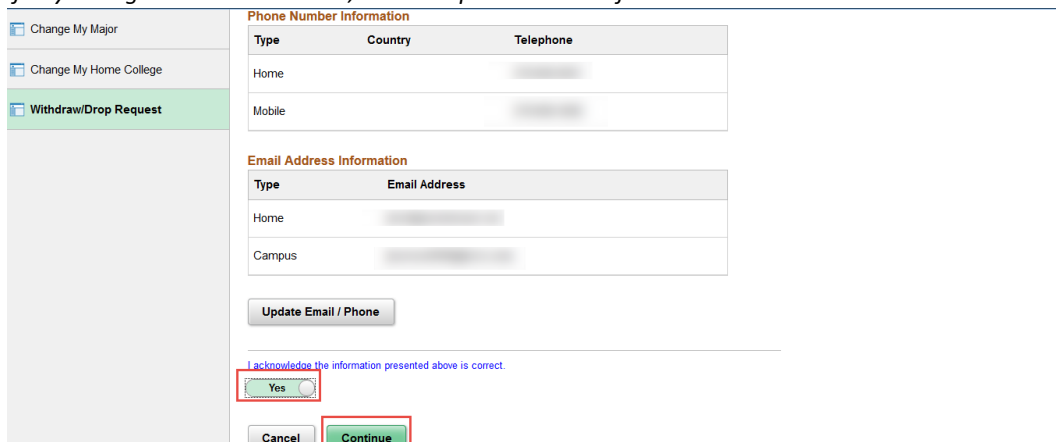 Change My Major
Change My Home College
Withdraw/Drop Request
Phone Number Information
Type Country Telephone
Home
Mobile
Email Address Information
Type Email Address
Home
Campus
Update Email / Phone
I acknowledge the information presented above is correct.
Yes
Cancel Continue